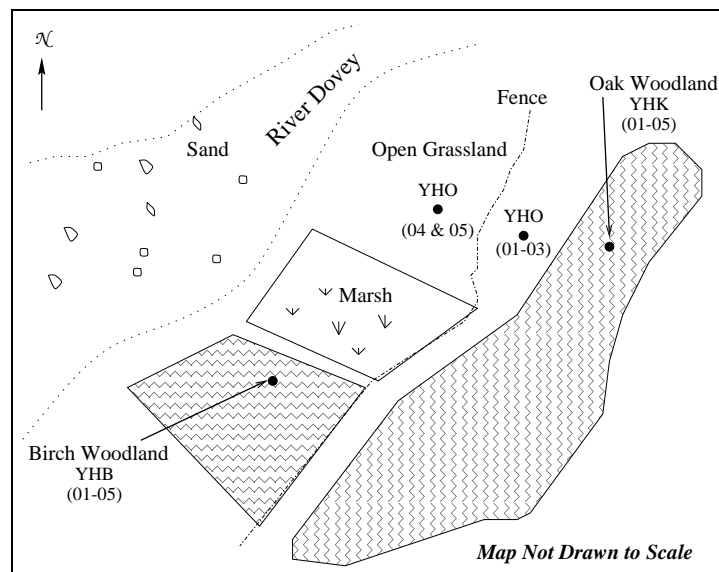 N
River Dovey
Sand
Fence
Oak Woodland
YHK
(01-05)
Open Grassland
YHO
(04 & 05)
YHO
(01-03)
Marsh
Birch Woodland
YHB
(01-05)
Map Not Drawn to Scale